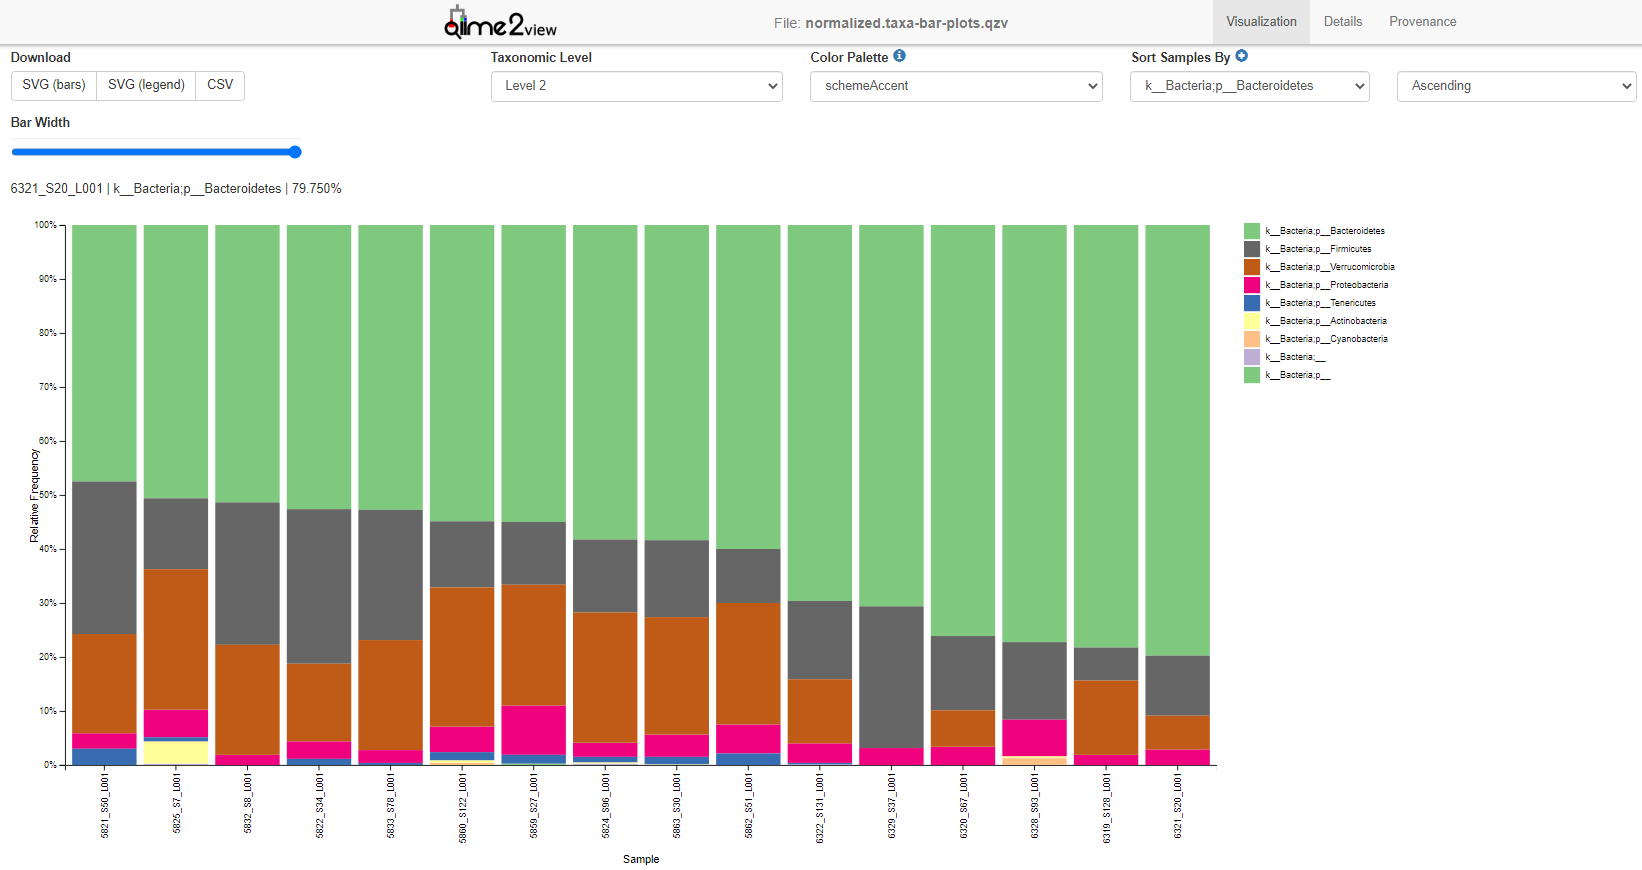 qiime2view
File: normalized.taxa-bar-plots.qzv
Visualization
Details
Provenance
Download
Taxonomic Level
Color Palette
Sort Samples By
SVG (bars)
SVG (legend)
CSV
Level 2
schemeAccent
k__Bacteria;p__Bacteroidetes
Ascending
Bar Width
6321_S20_L001 | k__Bacteria;p__Bacteroidetes | 79.750%
100%
90%
80%
70%
60%
50%
40%
30%
20%
10%
0%
Relative Frequency
k__Bacteria;p__Bacteroidetes
k__Bacteria;p__Firmicutes
k__Bacteria;p__Verrucomicrobia
k__Bacteria;p__Proteobacteria
k__Bacteria;p__Tenericutes
k__Bacteria;p__Actinobacteria
k__Bacteria;p__Cyanobacteria
k__Bacteria;__
k__Bacteria;p__
5821_S50_L001
5825_S7_L001
5832_S8_L001
5822_S34_L001
5833_S78_L001
5860_S122_L001
5859_S27_L001
5824_S96_L001
5863_S30_L001
5862_S51_L001
6322_S131_L001
6329_S37_L001
6320_S67_L001
6328_S93_L001
6319_S128_L001
6321_S20_L001
Sample